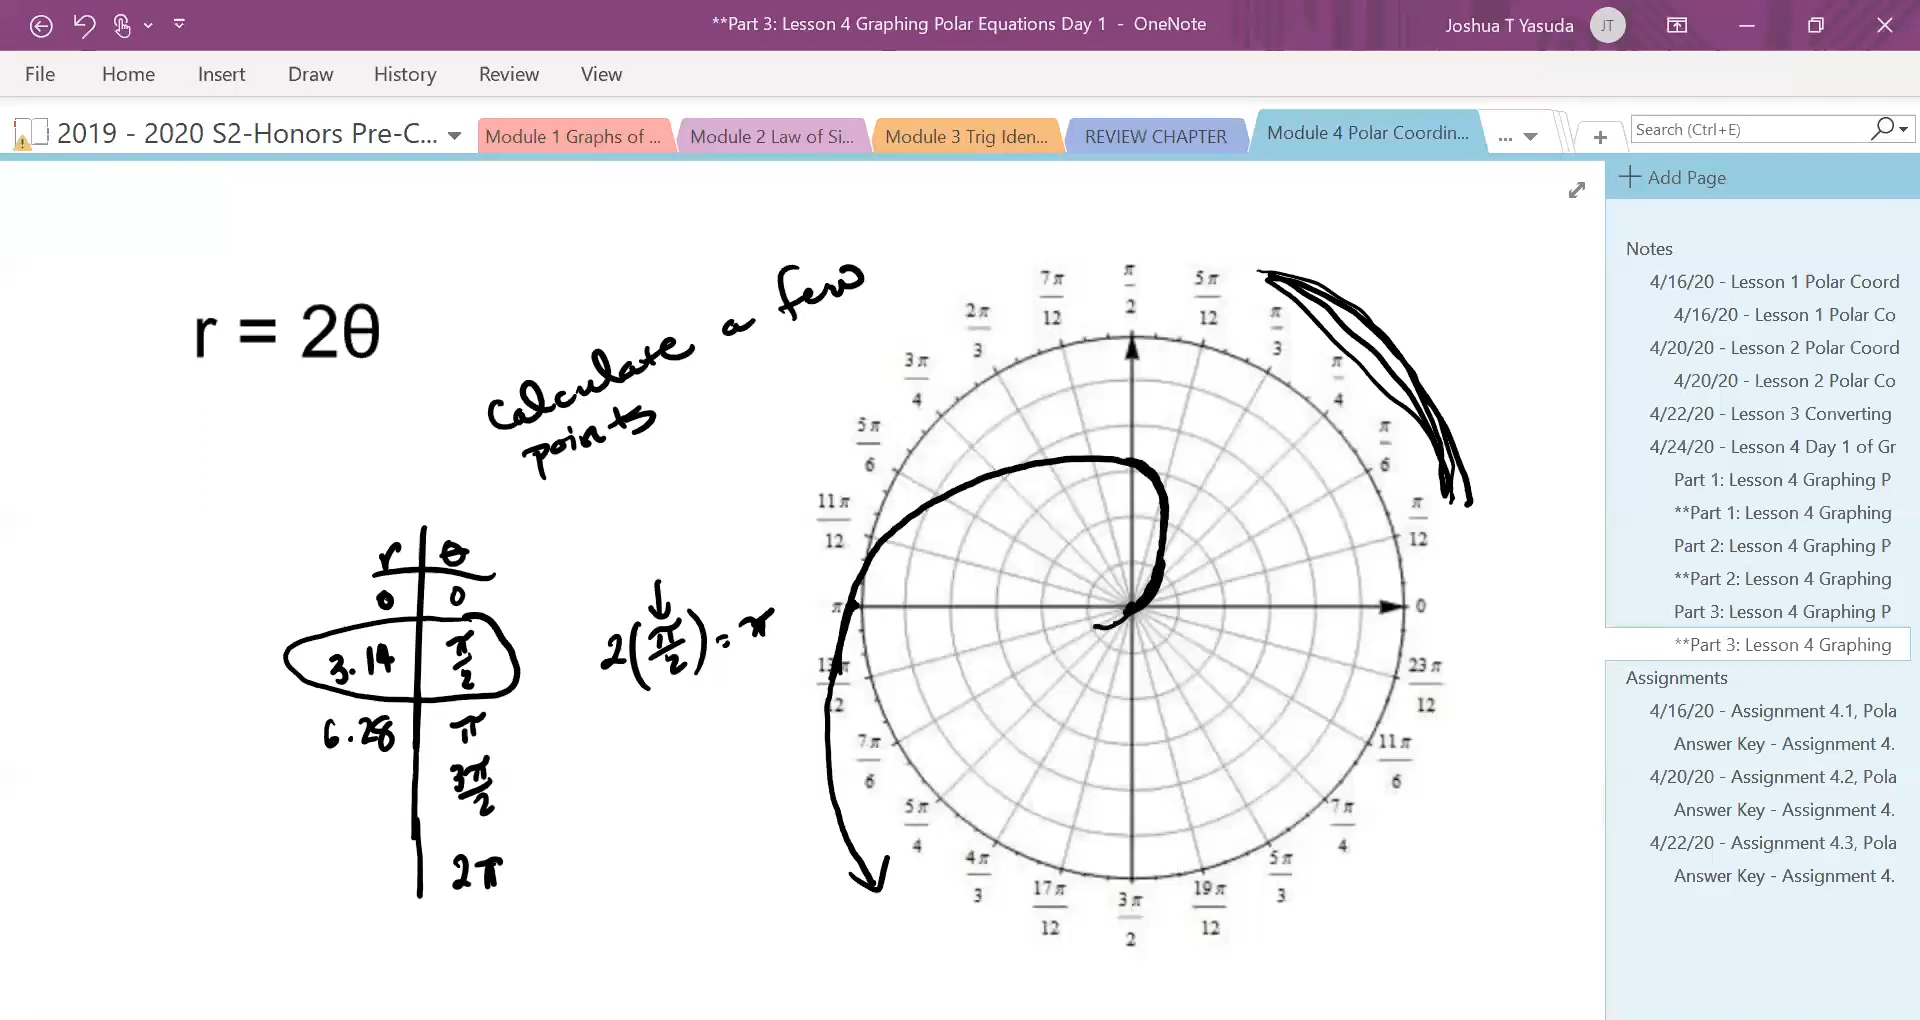 **Part 3: Lesson 4 Graphing Polar Equations Day 1 - OneNote
Joshua T Yasuda
JT
File Home Insert Draw History Review View
2019 - 2020 S2-Honors Pre-C...
Module 1 Graphs of ...
Module 2 Law of Si...
Module 3 Trig Iden...
REVIEW CHAPTER
Module 4 Polar Coordin...
...
Search (Ctrl+E)
r = 2θ
calculate a few
points
r θ
0 0
3.14 π/2
6.28 π
3π/2
2π
2(π/2) = π
π/2
5π/12
π/3
π/4
π/6
π/12
0
23π/12
11π/6
7π/4
5π/3
19π/12
3π/2
17π/12
4π/3
5π/4
7π/6
13π/12
π
11π/12
5π/6
3π/4
2π/3
7π/12
Add Page
Notes
4/16/20 - Lesson 1 Polar Coord
4/16/20 - Lesson 1 Polar Co
4/20/20 - Lesson 2 Polar Coord
4/20/20 - Lesson 2 Polar Co
4/22/20 - Lesson 3 Converting
4/24/20 - Lesson 4 Day 1 of Gr
Part 1: Lesson 4 Graphing P
**Part 1: Lesson 4 Graphing
Part 2: Lesson 4 Graphing P
**Part 2: Lesson 4 Graphing
Part 3: Lesson 4 Graphing P
**Part 3: Lesson 4 Graphing
Assignments
4/16/20 - Assignment 4.1, Pola
Answer Key - Assignment 4.
4/20/20 - Assignment 4.2, Pola
Answer Key - Assignment 4.
4/22/20 - Assignment 4.3, Pola
Answer Key - Assignment 4.